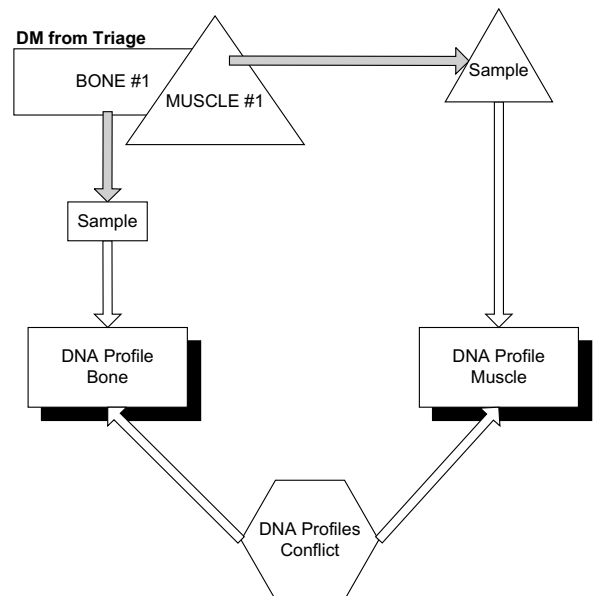 DM from Triage
BONE #1
MUSCLE #1
Sample
Sample
DNA Profile
Bone
DNA Profile
Muscle
DNA Profiles
Conflict